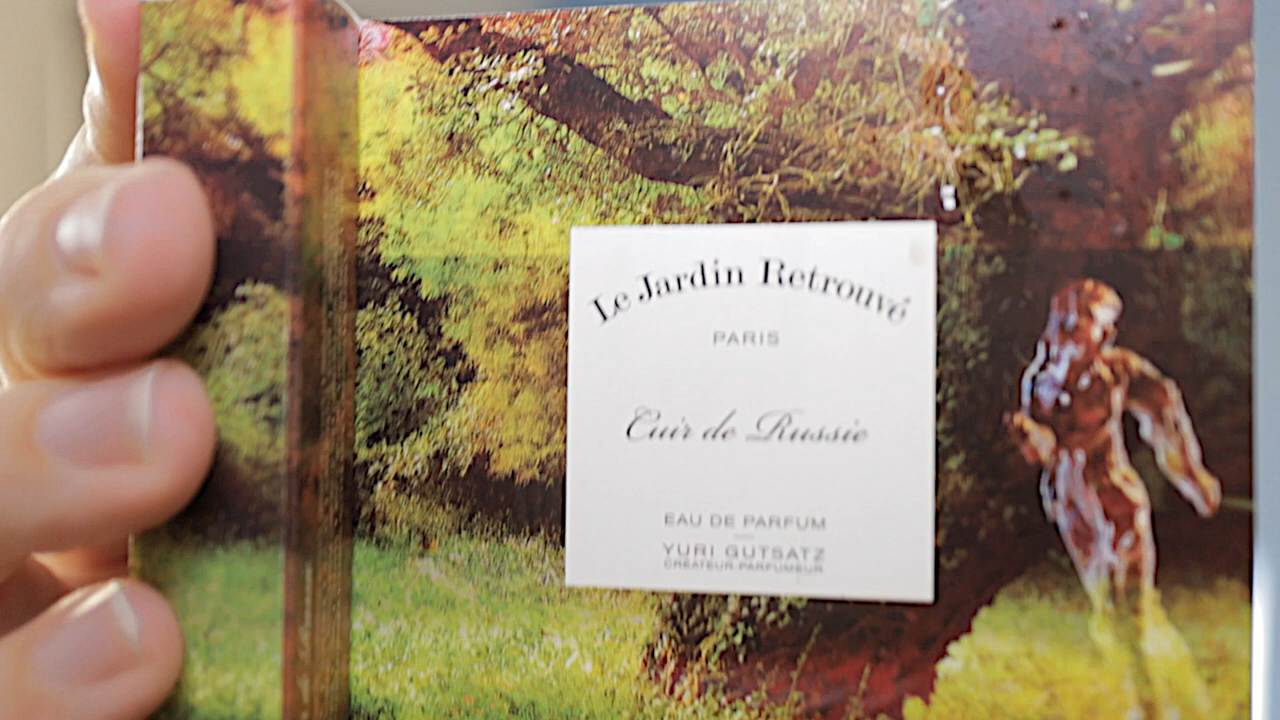 Le Jardin Retrouvé
PARIS
Cuir de Russie
EAU DE PARFUM
YURI GUTSATZ
CRÉATEUR-PARFUMEUR